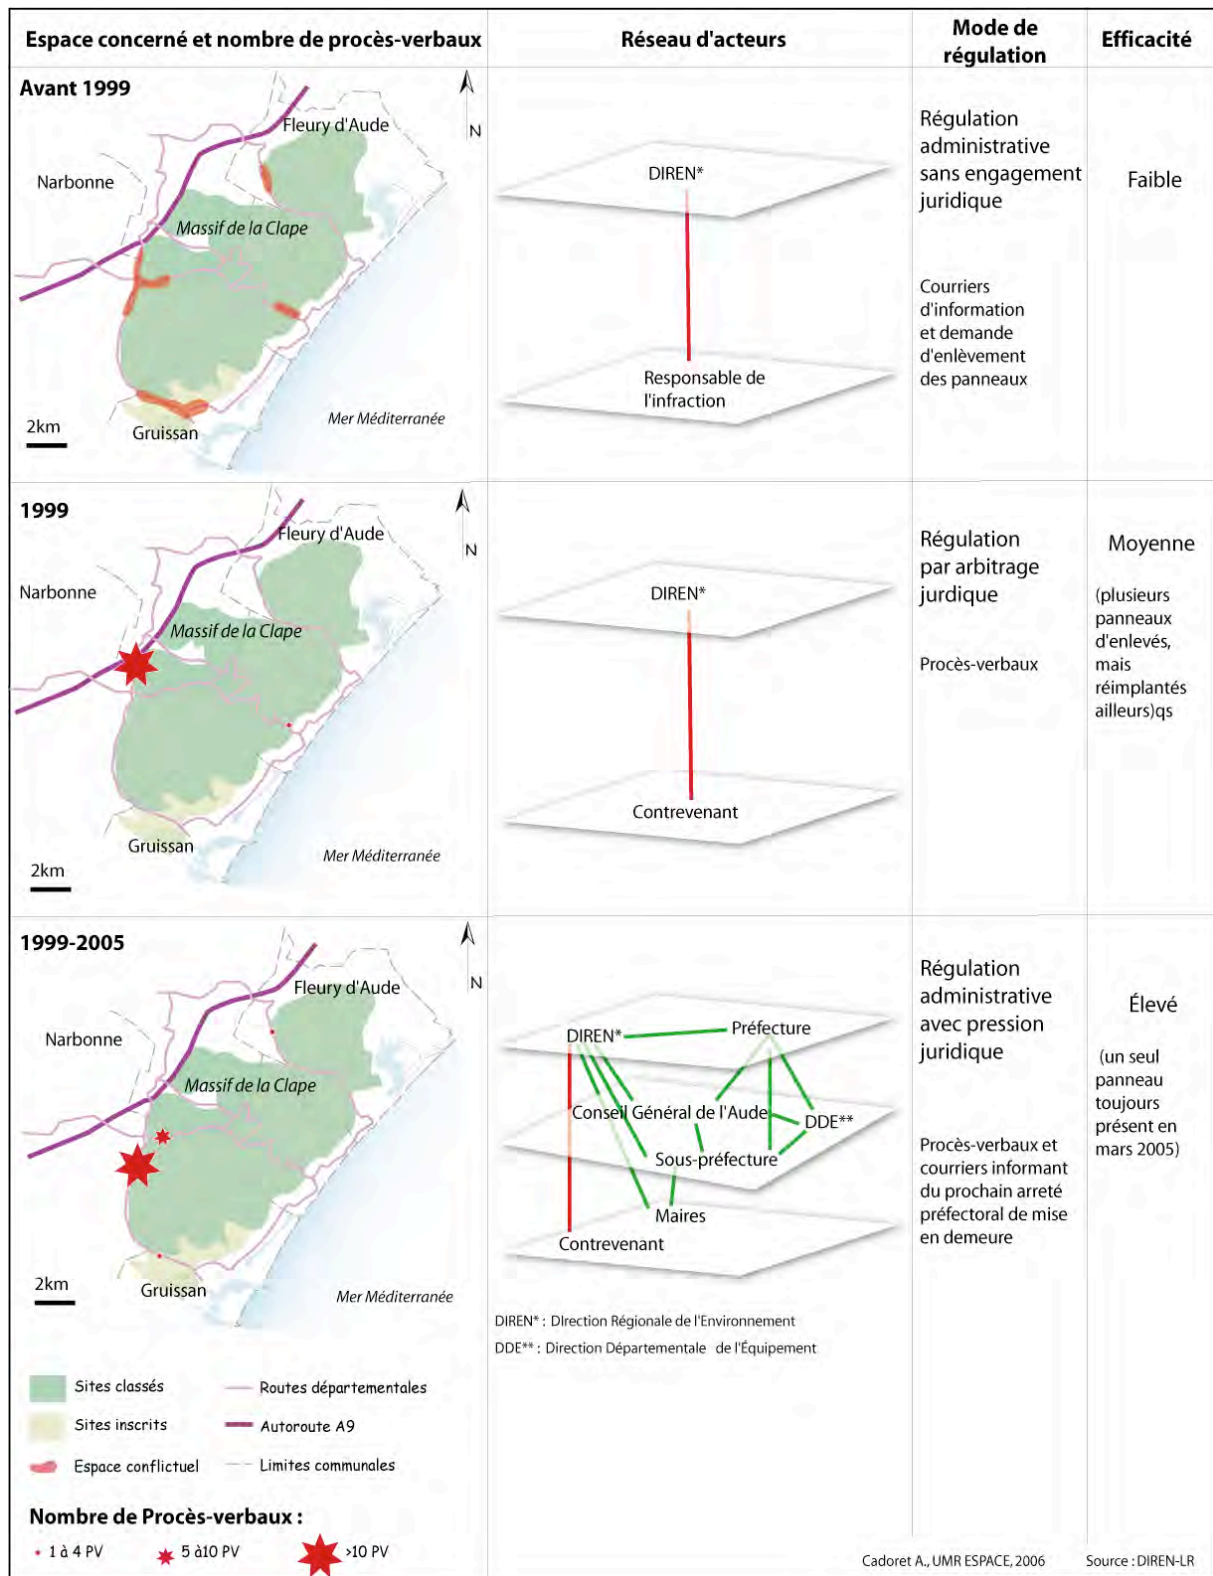 Espace concerné et nombre de procès-verbaux
Réseau d'acteurs
Mode de
régulation
Efficacité
Avant 1999
Fleury d'Aude
N
Narbonne
Massif de la Clape
Gruissan
Mer Méditerranée
2km
DIREN*
Responsable de
l'infraction
Régulation
administrative
sans engagement
juridique
Courriers
d'information
et demande
d'enlèvement
des panneaux
Faible
1999
Fleury d'Aude
N
Narbonne
Massif de la Clape
Gruissan
Mer Méditerranée
2km
DIREN*
Contrevenant
Régulation
par arbitrage
jurdique
Procès-verbaux
Moyenne
(plusieurs
panneaux
d'enlevés,
mais
réimplantés
ailleurs)qs
1999-2005
Fleury d'Aude
N
Narbonne
Massif de la Clape
Gruissan
Mer Méditerranée
2km
DIREN*
Préfecture
Conseil Général de l'Aude
DDE**
Sous-préfecture
Maires
Contrevenant
Régulation
administrative
avec pression
juridique
Procès-verbaux et
courriers informant
du prochain arreté
préfectoral de mise
en demeure
Élevé
(un seul
panneau
toujours
présent en
mars 2005)
DIREN* : DIrection Régionale de l'Environnement
DDE** : Direction Départementale de l'Équipement
Sites classés
Routes départementales
Sites inscrits
Autoroute A9
Espace conflictuel
Limites communales
Nombre de Procès-verbaux :
1 à 4 PV
5 à10 PV
>10 PV
Cadoret A., UMR ESPACE, 2006
Source : DIREN-LR